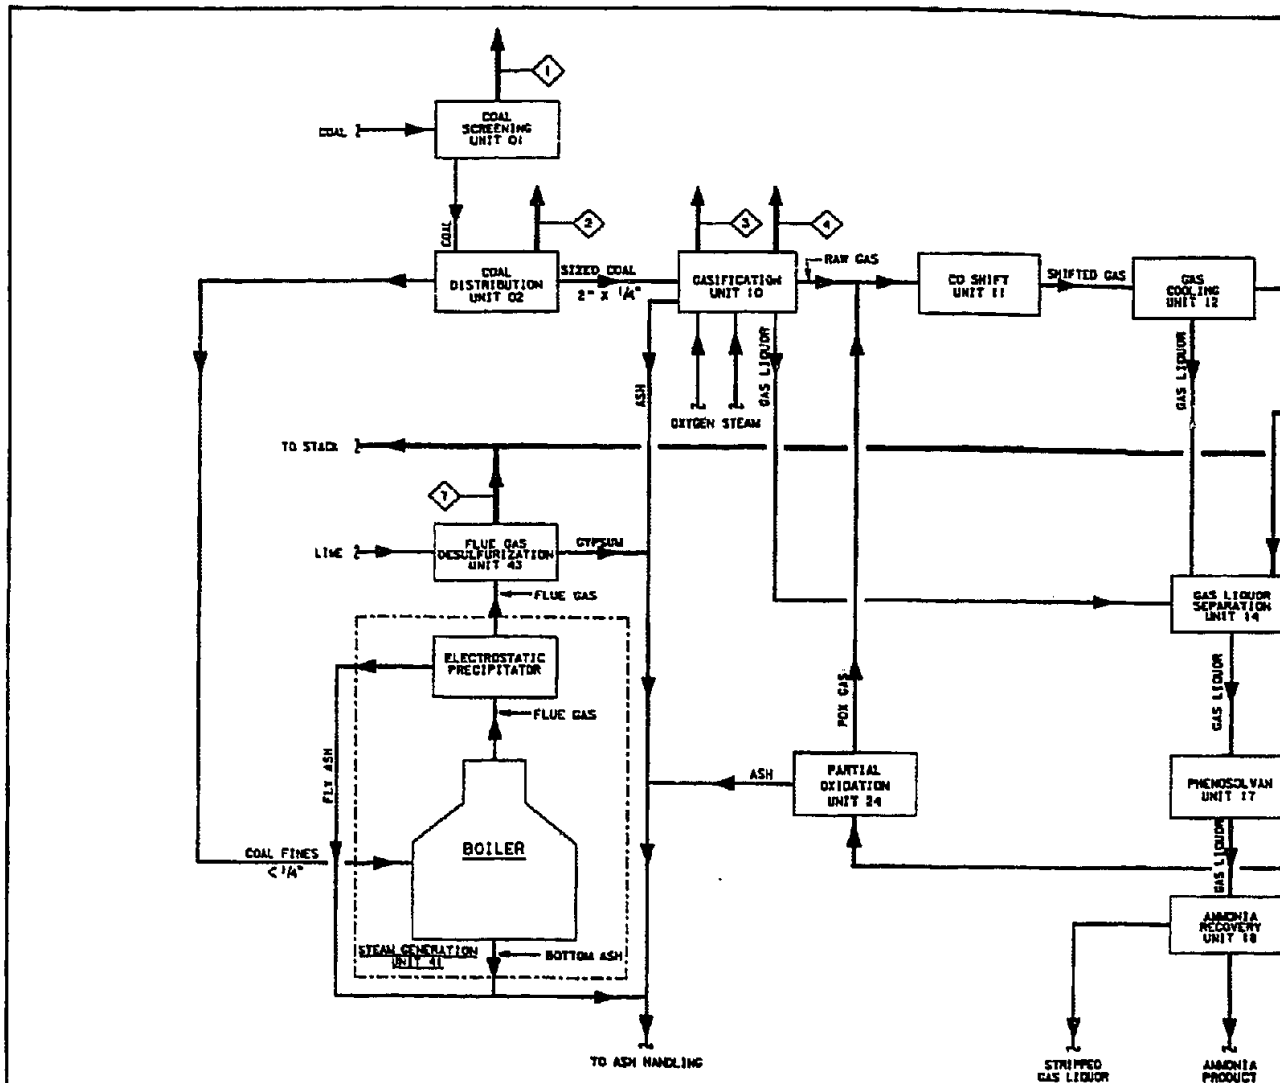 1
COAL
SCREENING
UNIT 01
COAL
COAL
2
3
4
COAL
DISTRIBUTION
UNIT 02
SIZED COAL
2" X 1/4"
GASIFICATION
UNIT 10
RAW GAS
CO SHIFT
UNIT 11
SHIFTED GAS
GAS
COOLING
UNIT 12
ASH
GAS LIQUOR
GAS LIQUOR
OXYGEN STEAM
TO STACK
7
LIME
FLUE GAS
DESULFURIZATION
UNIT 43
GYPSUM
FLUE GAS
GAS LIQUOR
SEPARATION
UNIT 14
ELECTROSTATIC
PRECIPITATOR
FLUE GAS
POX GAS
GAS LIQUOR
FLY ASH
ASH
PARTIAL
OXIDATION
UNIT 24
PHENOSOLVAN
UNIT 17
BOILER
COAL FINES
< 1/4"
GAS LIQUOR
AMMONIA
RECOVERY
UNIT 18
STEAM GENERATION
UNIT 41
BOTTOM ASH
TO ASH HANDLING
STRIPPED
GAS LIQUOR
AMMONIA
PRODUCT